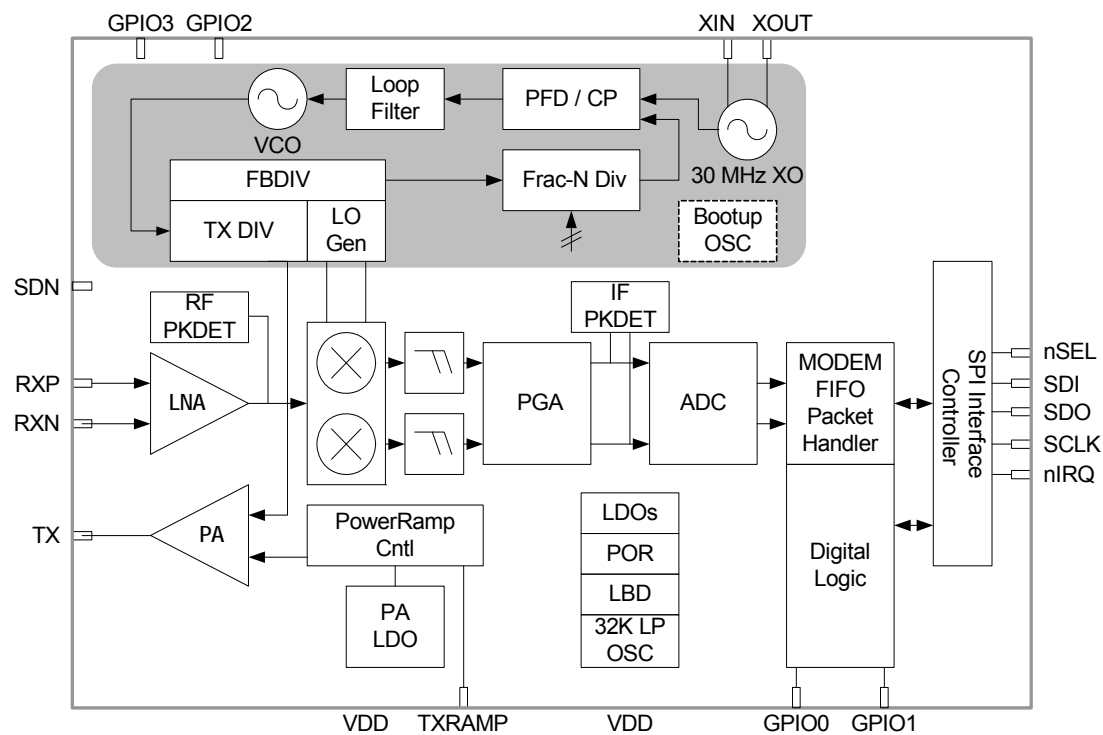 GPIO3 GPIO2 XIN XOUT
Loop
Filter
PFD / CP
VCO
30 MHz XO
FBDIV
Frac-N Div
TX DIV
LO
Gen
Bootup
OSC
SDN
RF
PKDET
IF
PKDET
RXP
RXN
LNA
PGA
ADC
MODEM
FIFO
Packet
Handler
SPI Interface
Controller
nSEL
SDI
SDO
SCLK
nIRQ
TX
PA
PowerRamp
Cntl
PA
LDO
LDOs
POR
LBD
32K LP
OSC
Digital
Logic
VDD TXRAMP VDD GPIO0 GPIO1